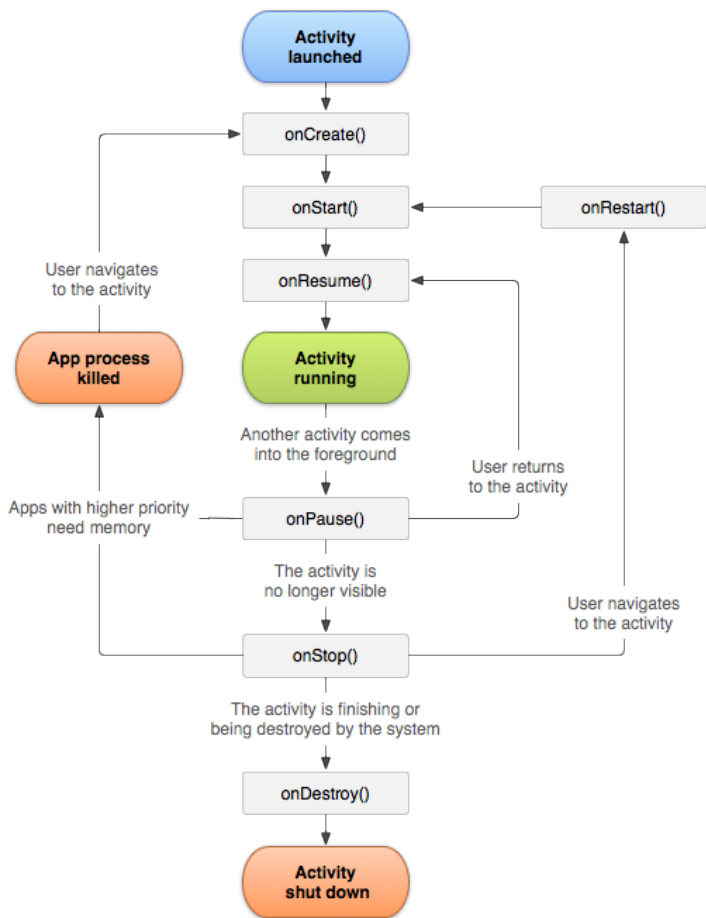 Activity
launched
onCreate()
onStart()
onRestart()
User navigates
to the activity
onResume()
App process
killed
Activity
running
Another activity comes
into the foreground
User returns
to the activity
Apps with higher priority
need memory
onPause()
The activity is
no longer visible
User navigates
to the activity
onStop()
The activity is finishing or
being destroyed by the system
onDestroy()
Activity
shut down